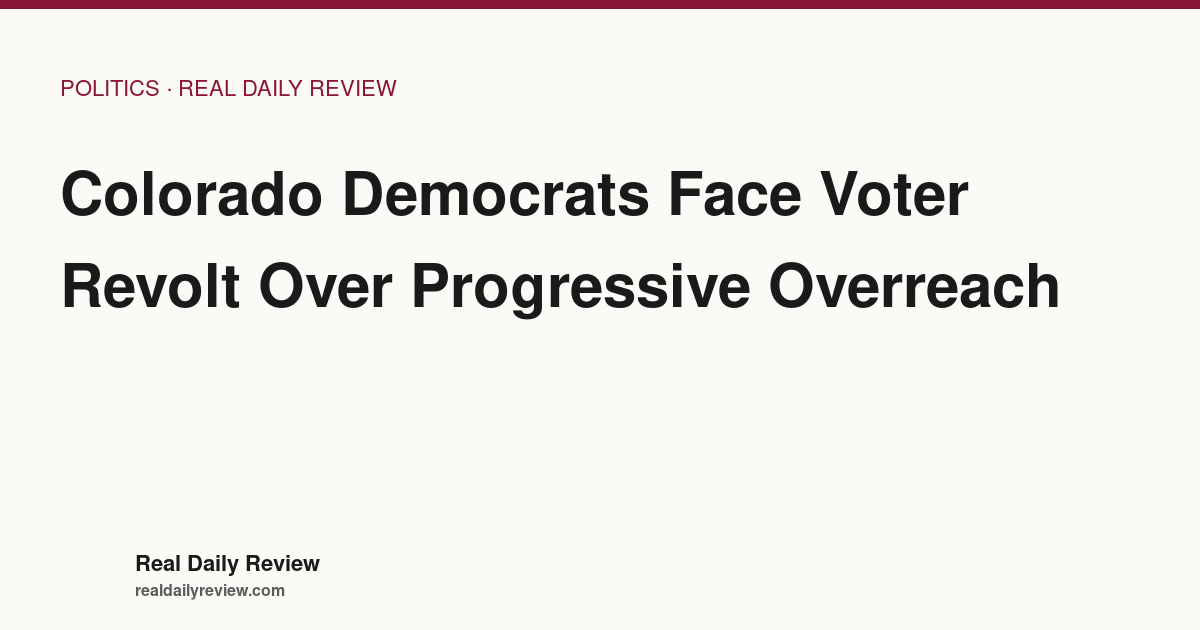 POLITICS · REAL DAILY REVIEW
Colorado Democrats Face Voter
Revolt Over Progressive Overreach
Real Daily Review
realdailyreview.com